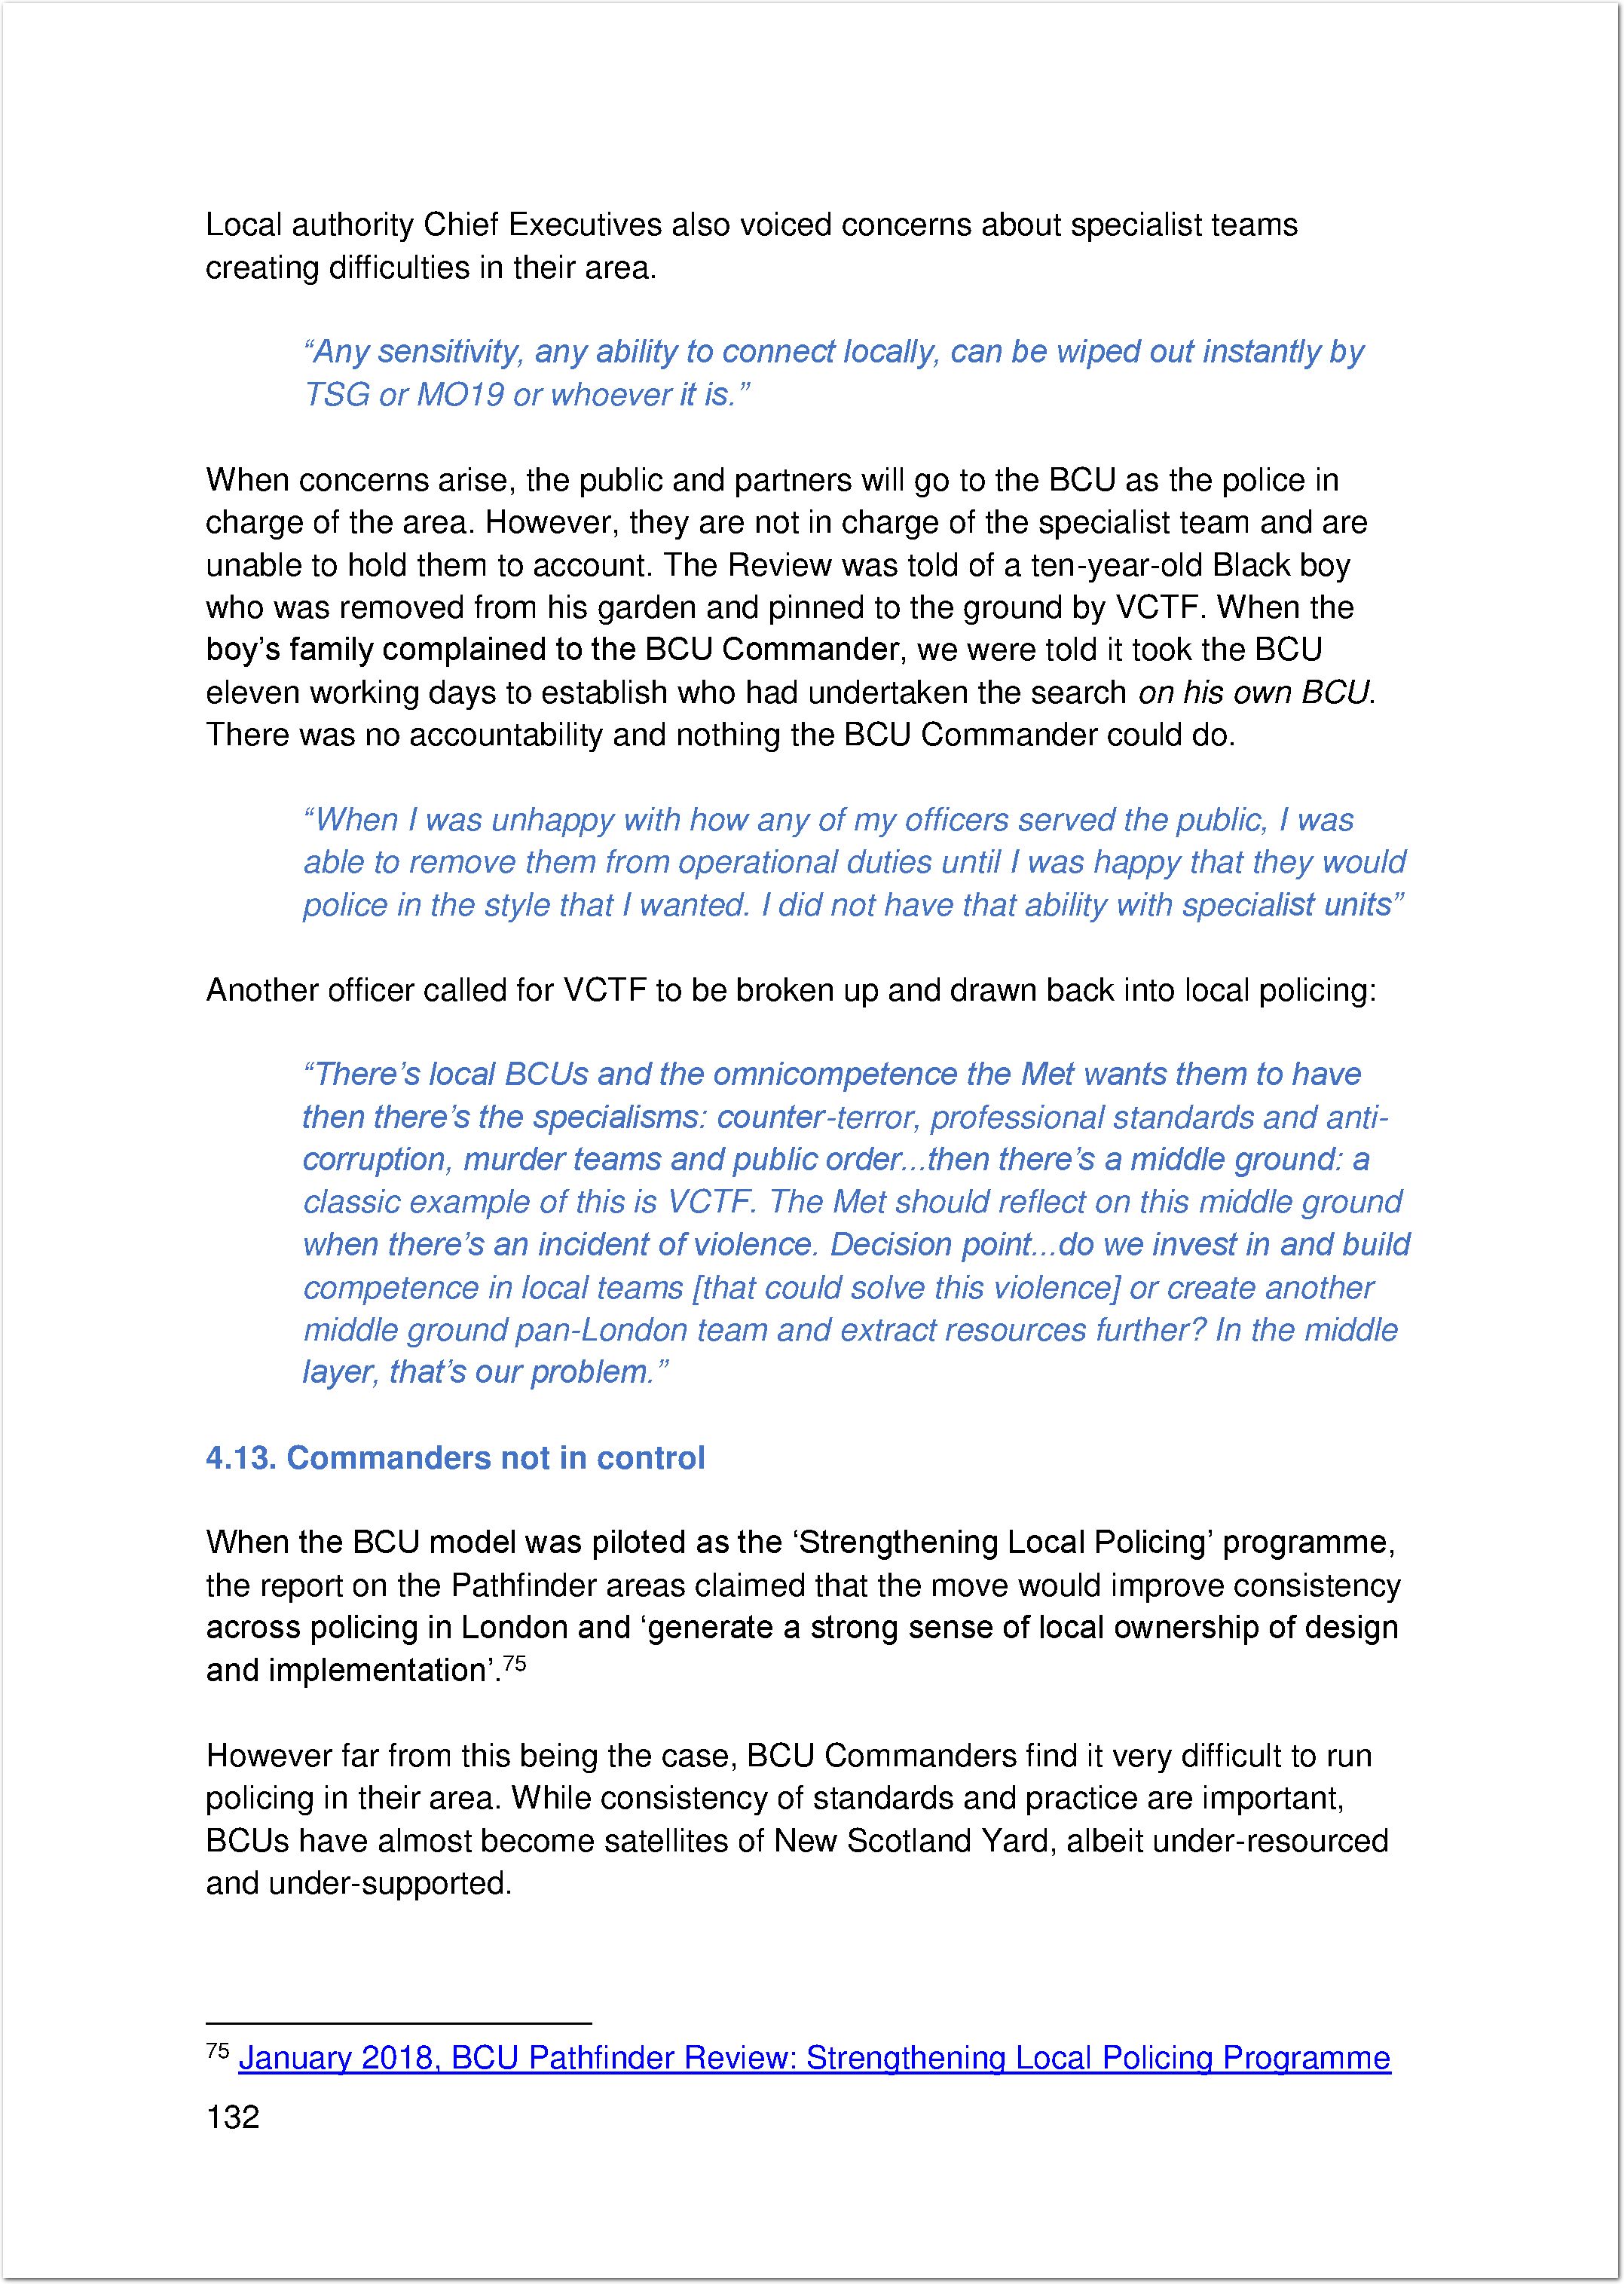 Local authority Chief Executives also voiced concerns about specialist teams
creating difficulties in their area.
“Any sensitivity, any ability to connect locally, can be wiped out instantly by
TSG or MO19 or whoever it is.”
When concerns arise, the public and partners will go to the BCU as the police in
charge of the area. However, they are not in charge of the specialist team and are
unable to hold them to account. The Review was told of a ten-year-old Black boy
who was removed from his garden and pinned to the ground by VCTF. When the
boy’s family complained to the BCU Commander, we were told it took the BCU
eleven working days to establish who had undertaken the search on his own BCU.
There was no accountability and nothing the BCU Commander could do.
“When I was unhappy with how any of my officers served the public, I was
able to remove them from operational duties until I was happy that they would
police in the style that I wanted. I did not have that ability with specialist units”
Another officer called for VCTF to be broken up and drawn back into local policing:
“There’s local BCUs and the omnicompetence the Met wants them to have
then there’s the specialisms: counter-terror, professional standards and anti-
corruption, murder teams and public order...then there’s a middle ground: a
classic example of this is VCTF. The Met should reflect on this middle ground
when there’s an incident of violence. Decision point...do we invest in and build
competence in local teams [that could solve this violence] or create another
middle ground pan-London team and extract resources further? In the middle
layer, that’s our problem.”
4.13. Commanders not in control
When the BCU model was piloted as the ‘Strengthening Local Policing’ programme,
the report on the Pathfinder areas claimed that the move would improve consistency
across policing in London and ‘generate a strong sense of local ownership of design
and implementation’.75
However far from this being the case, BCU Commanders find it very difficult to run
policing in their area. While consistency of standards and practice are important,
BCUs have almost become satellites of New Scotland Yard, albeit under-resourced
and under-supported.
75 January 2018, BCU Pathfinder Review: Strengthening Local Policing Programme
132